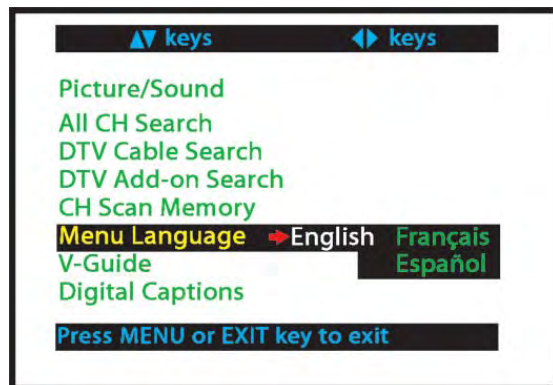 ▲▼ keys ◀▶ keys
Picture/Sound
All CH Search
DTV Cable Search
DTV Add-on Search
CH Scan Memory
Menu Language ➡English Français
V-Guide Español
Digital Captions
Press MENU or EXIT key to exit